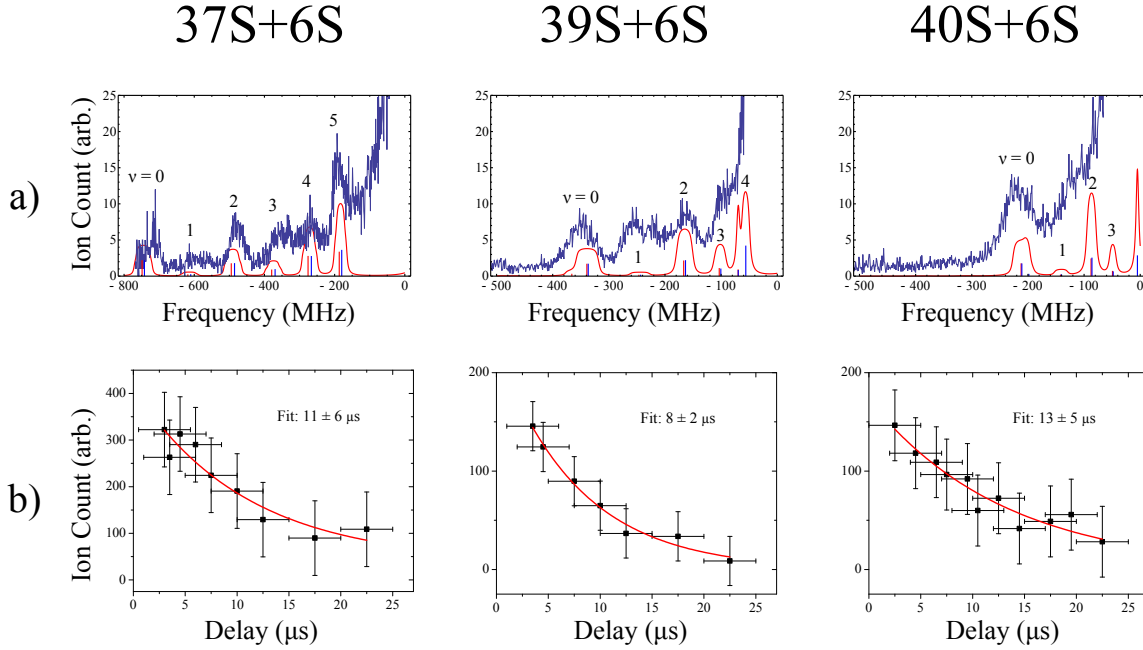 37S+6S 39S+6S 40S+6S
a)
Ion Count (arb.)
25
20
15
10
5
0
ν = 0 1 2 3 4 5
- 800 - 600 - 400 - 200 0
Frequency (MHz)
25
20
15
10
5
0
ν = 0 1 2 3 4
- 500 - 400 - 300 - 200 - 100 0
Frequency (MHz)
25
20
15
10
5
0
ν = 0 1 2 3
- 500 - 400 - 300 - 200 - 100 0
Frequency (MHz)
b)
Ion Count (arb.)
400
300
200
100
0
Fit: 11 ± 6 μs
0 5 10 15 20 25
Delay (μs)
200
100
0
Fit: 8 ± 2 μs
0 5 10 15 20 25
Delay (μs)
200
100
0
Fit: 13 ± 5 μs
0 5 10 15 20 25
Delay (μs)